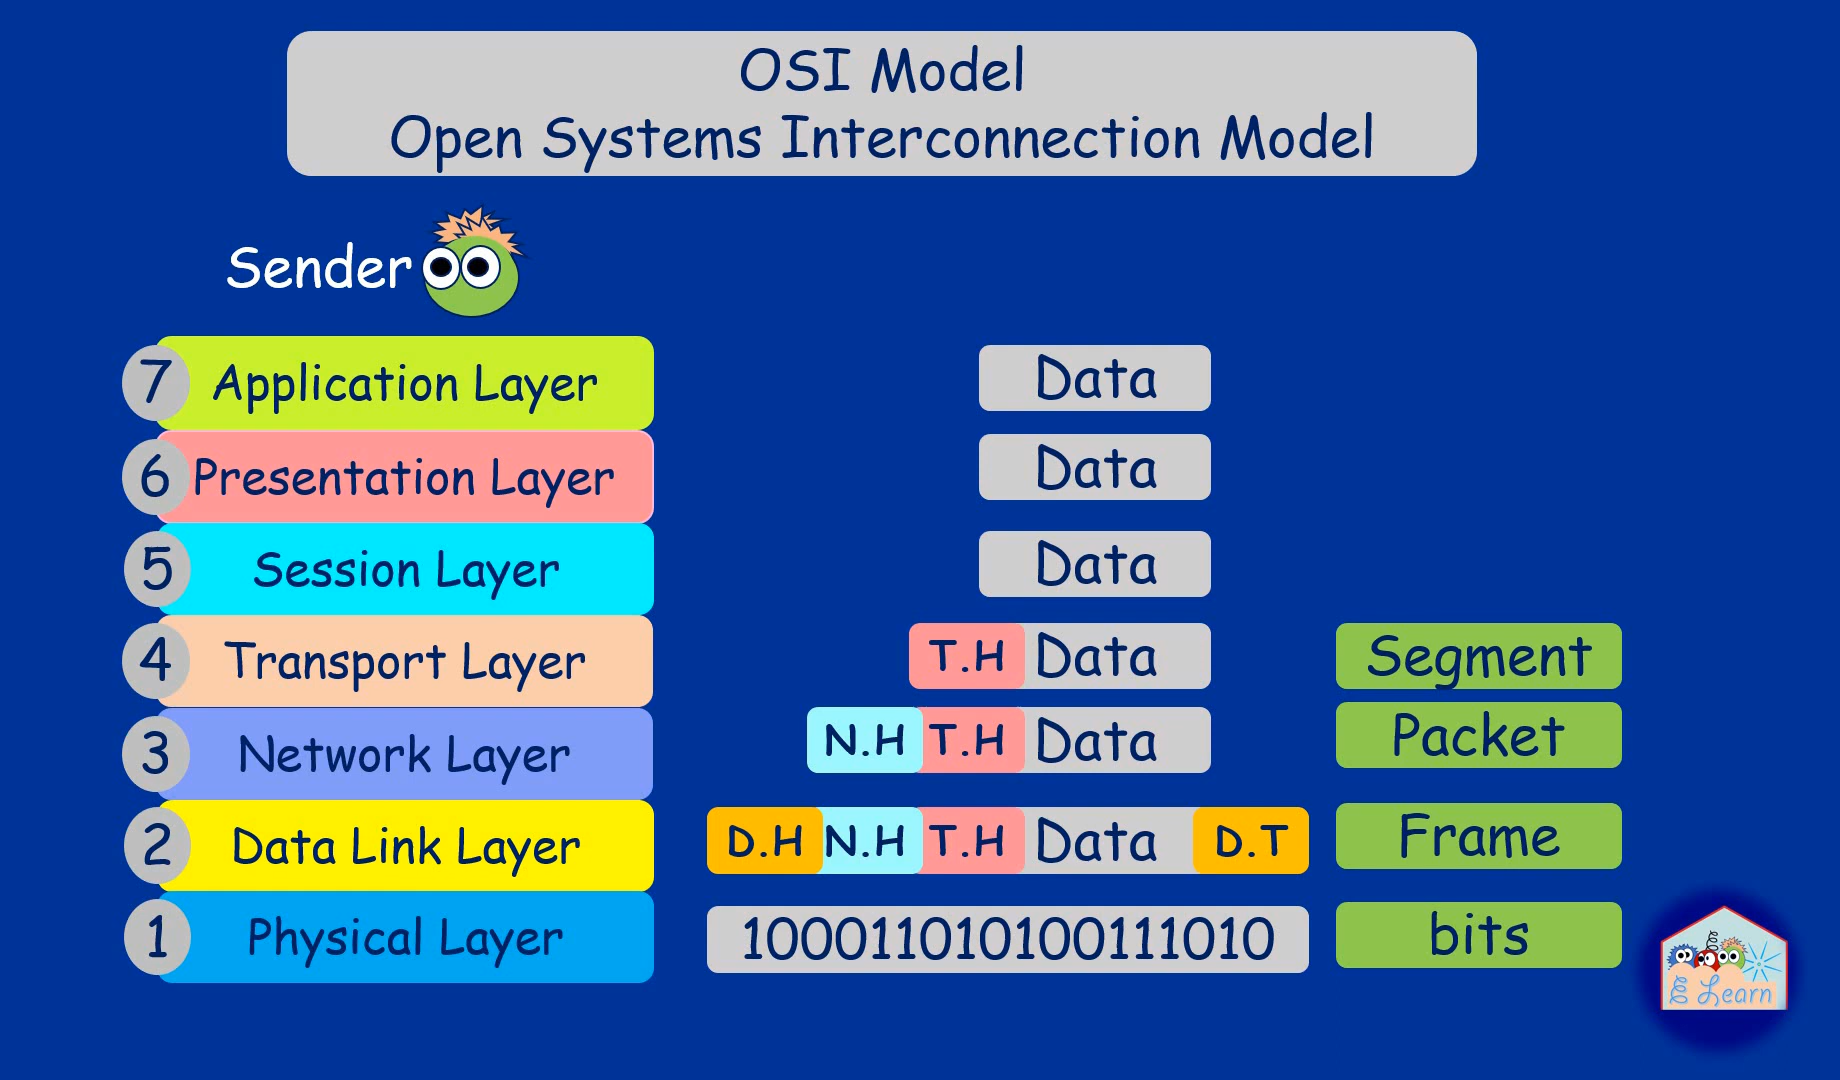 OSI Model
Open Systems Interconnection Model
Sender
7 Application Layer Data
6 Presentation Layer Data
5 Session Layer Data
4 Transport Layer T.H Data Segment
3 Network Layer N.H T.H Data Packet
2 Data Link Layer D.H N.H T.H Data D.T Frame
1 Physical Layer 100011010100111010 bits
Learn